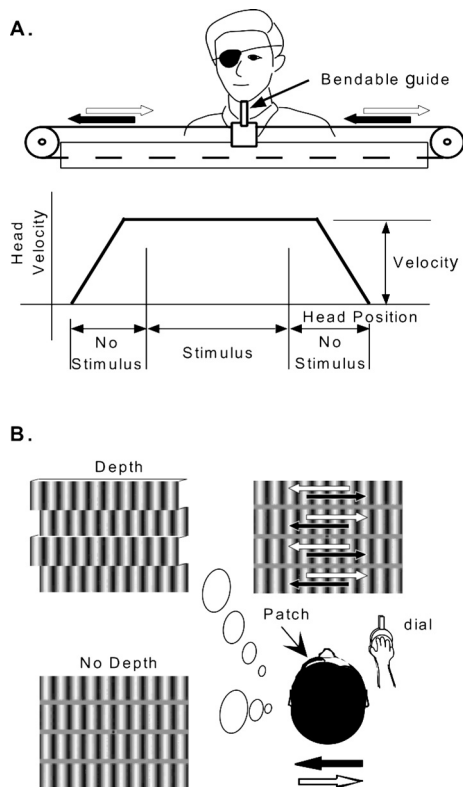 A.
Bendable guide
Head
Velocity
Velocity
Head Position
No
Stimulus
Stimulus
No
Stimulus
B.
Depth
Patch
dial
No Depth